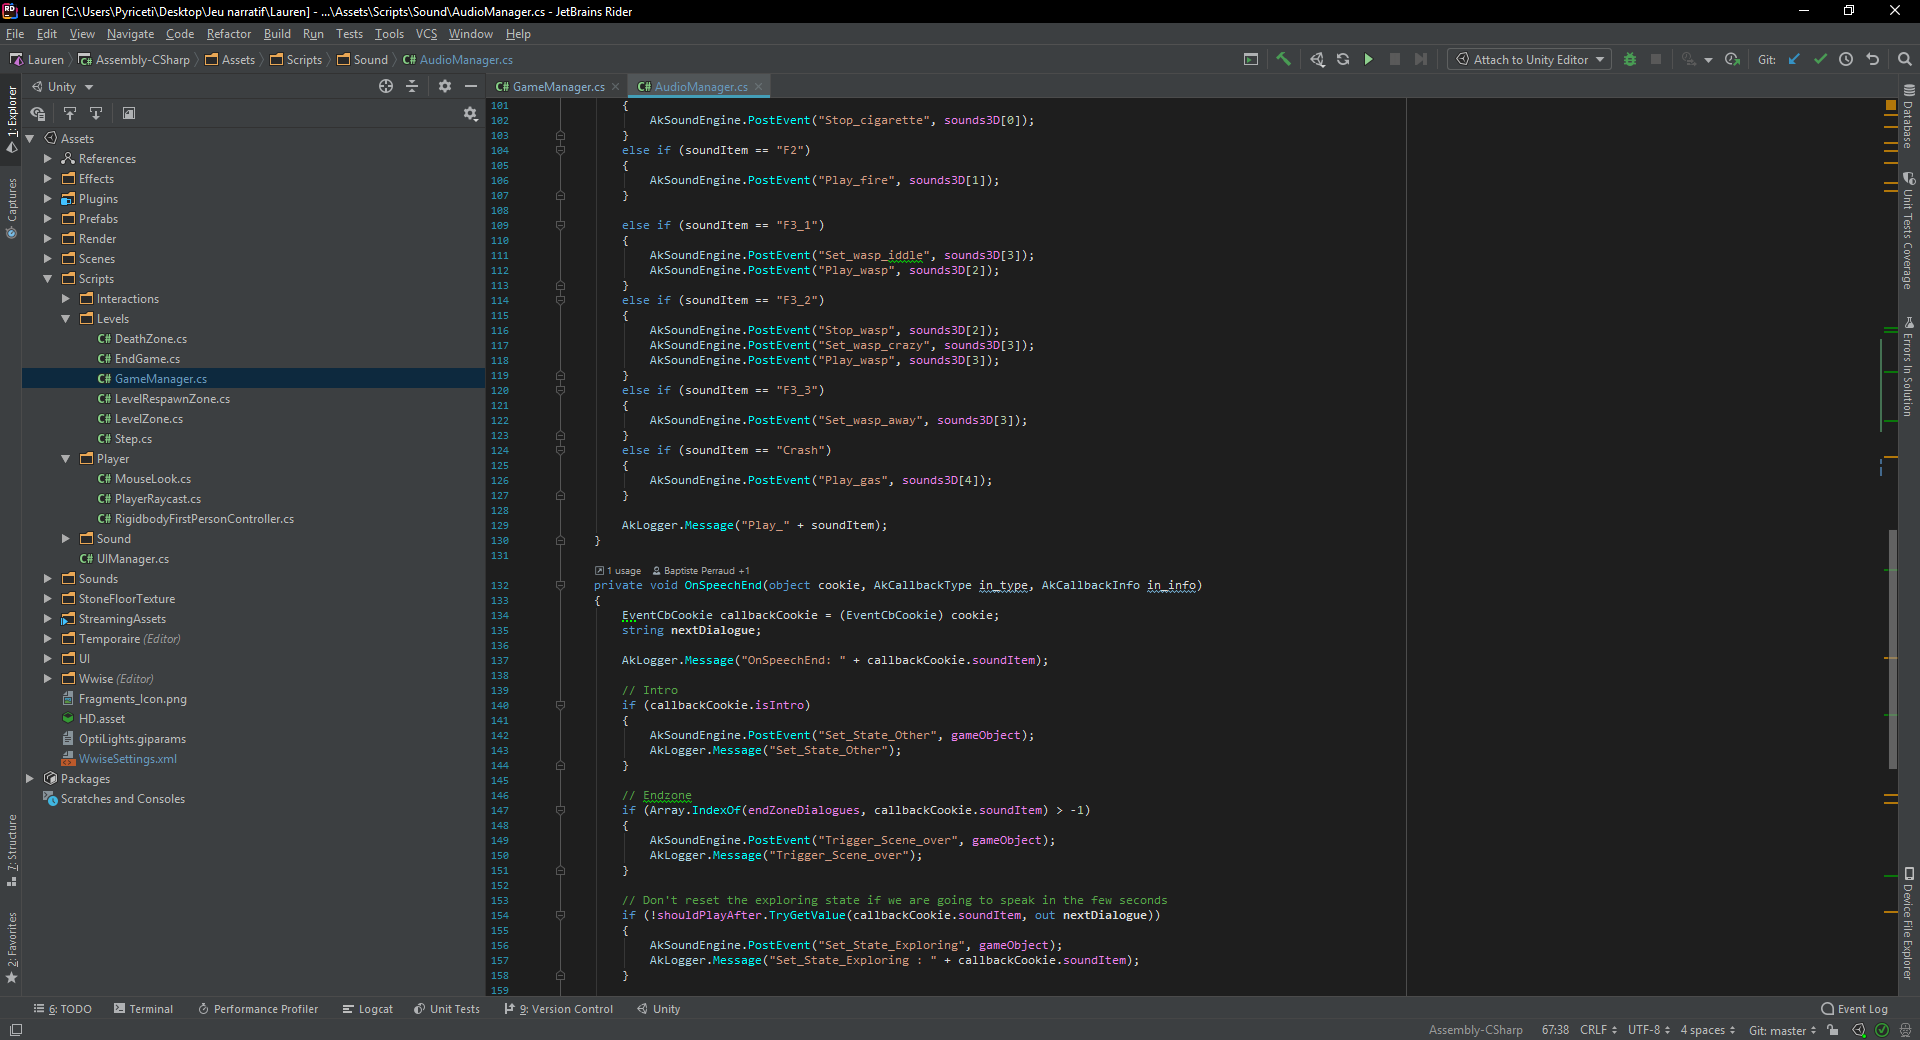 Lauren [C:\Users\Pyriceti\Desktop\Jeu narratif\Lauren] - ...\Assets\Scripts\Sound\AudioManager.cs - JetBrains Rider
File Edit View Navigate Code Refactor Build Run Tests Tools VCS Window Help
Lauren Assembly-CSharp Assets Scripts Sound C# AudioManager.cs Attach to Unity Editor Git:
Unity
C# GameManager.cs C# AudioManager.cs
1: Explorer
Captures
7: Structure
2: Favorites
Assets
References
Effects
Plugins
Prefabs
Render
Scenes
Scripts
Interactions
Levels
C# DeathZone.cs
C# EndGame.cs
C# GameManager.cs
C# LevelRespawnZone.cs
C# LevelZone.cs
C# Step.cs
Player
C# MouseLook.cs
C# PlayerRaycast.cs
C# RigidbodyFirstPersonController.cs
Sound
C# UIManager.cs
Sounds
StoneFloorTexture
StreamingAssets
Temporaire (Editor)
UI
Wwise (Editor)
Fragments_Icon.png
HD.asset
OptiLights.giparams
WwiseSettings.xml
Packages
Scratches and Consoles
101 {
102 AkSoundEngine.PostEvent("Stop_cigarette", sounds3D[0]);
103 }
104 else if (soundItem == "F2")
105 {
106 AkSoundEngine.PostEvent("Play_fire", sounds3D[1]);
107 }
108
109 else if (soundItem == "F3_1")
110 {
111 AkSoundEngine.PostEvent("Set_wasp_iddle", sounds3D[3]);
112 AkSoundEngine.PostEvent("Play_wasp", sounds3D[2]);
113 }
114 else if (soundItem == "F3_2")
115 {
116 AkSoundEngine.PostEvent("Stop_wasp", sounds3D[2]);
117 AkSoundEngine.PostEvent("Set_wasp_crazy", sounds3D[3]);
118 AkSoundEngine.PostEvent("Play_wasp", sounds3D[3]);
119 }
120 else if (soundItem == "F3_3")
121 {
122 AkSoundEngine.PostEvent("Set_wasp_away", sounds3D[3]);
123 }
124 else if (soundItem == "Crash")
125 {
126 AkSoundEngine.PostEvent("Play_gas", sounds3D[4]);
127 }
128
129 AkLogger.Message("Play_" + soundItem);
130 }
131
1 usage Baptiste Perraud +1
132 private void OnSpeechEnd(object cookie, AkCallbackType in_type, AkCallbackInfo in_info)
133 {
134 EventCbCookie callbackCookie = (EventCbCookie) cookie;
135 string nextDialogue;
136
137 AkLogger.Message("OnSpeechEnd: " + callbackCookie.soundItem);
138
139 // Intro
140 if (callbackCookie.isIntro)
141 {
142 AkSoundEngine.PostEvent("Set_State_Other", gameObject);
143 AkLogger.Message("Set_State_Other");
144 }
145
146 // Endzone
147 if (Array.IndexOf(endZoneDialogues, callbackCookie.soundItem) > -1)
148 {
149 AkSoundEngine.PostEvent("Trigger_Scene_over", gameObject);
150 AkLogger.Message("Trigger_Scene_over");
151 }
152
153 // Don't reset the exploring state if we are going to speak in the few seconds
154 if (!shouldPlayAfter.TryGetValue(callbackCookie.soundItem, out nextDialogue))
155 {
156 AkSoundEngine.PostEvent("Set_State_Exploring", gameObject);
157 AkLogger.Message("Set_State_Exploring : " + callbackCookie.soundItem);
158 }
159
Database
Unit Tests Coverage
Errors In Solution
Device File Explorer
6: TODO Terminal Performance Profiler Logcat Unit Tests 9: Version Control Unity Event Log
Assembly-CSharp 67:38 CRLF UTF-8 4 spaces Git: master